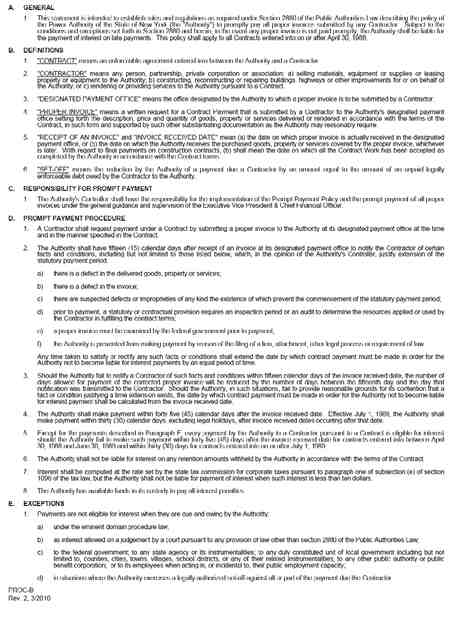 A. GENERAL
1. This statement is intended to establish rules and regulations as required under Section 2880 of the Public Authorities Law describing the policy
of the Power Authority of the State of New York (the "Authority") to promptly pay all proper invoices submitted by any Contractor. Subject to the
conditions and exceptions set forth in Section 2880 and herein, in the event any proper invoice is not paid promptly, the Authority shall be liable for
the payment of interest on late payments. This policy shall apply to all Contracts entered into on or after April 30, 1988.
B. DEFINITIONS
1. "CONTRACT" means an enforceable agreement entered into between the Authority and a Contractor.
2. "CONTRACTOR" means any person, partnership, private corporation or association: a) selling materials, equipment or supplies or leasing
property or equipment to the Authority; b) constructing, reconstructing or repairing buildings, highways or other improvements for or on behalf of
the Authority; or c) rendering or providing services to the Authority pursuant to a Contract.
3. "DESIGNATED PAYMENT OFFICE" means the office designated by the Authority to which a proper invoice is to be submitted by a Contractor.
4. "PROPER INVOICE" means a written request for a Contract Payment that is submitted by a Contractor to the Authority's designated payment
office setting forth the description, price and quantity of goods, property or services delivered or rendered in accordance with the terms of the
Contract, in such form and supported by such other substantiating documentation as the Authority may reasonably require.
5. "RECEIPT OF AN INVOICE" and "INVOICE RECEIVED DATE" mean (a) the date on which proper invoice is actually received in the designated
payment office, or (b) the date on which the Authority receives the purchased goods, property or services covered by the proper invoice, whichever
is later. With regard to final payments on construction contracts, (b) shall mean the date on which all the Contract Work has been accepted as
completed by the Authority in accordance with the Contract terms.
6. "SET-OFF" means the reduction by the Authority of a payment due a Contractor by an amount equal to the amount of an unpaid legally
enforceable debt owed by the Contractor to the Authority.
C. RESPONSIBILITY FOR PROMPT PAYMENT
1. The Authority's Controller shall have the responsibility for the implementation of the Prompt Payment Policy and the prompt payment of all proper
invoices under the general guidance and supervision of the Executive Vice President & Chief Financial Officer.
D. PROMPT PAYMENT PROCEDURE
1. A Contractor shall request payment under a Contract by submitting a proper invoice to the Authority at its designated payment office at the time
and in the manner specified in the Contract.
2. The Authority shall have fifteen (15) calendar days after receipt of an invoice at its designated payment office to notify the Contractor of certain
facts and conditions, including but not limited to those listed below, which, in the opinion of the Authority's Controller, justify extension of the
statutory payment period:
a) there is a defect in the delivered goods, property or services;
b) there is a defect in the invoice;
c) there are suspected defects or improprieties of any kind the existence of which prevent the commencement of the statutory payment period;
d) prior to payment, a statutory or contractual provision requires an inspection period or an audit to determine the resources applied or used by
the Contractor in fulfilling the contract terms;
e) a proper invoice must be examined by the federal government prior to payment;
f) the Authority is prevented from making payment by reason of the filing of a lien, attachment, or other legal process or requirement of law.
Any time taken to satisfy or rectify any such facts or conditions shall extend the date by which contract payment must be made in order for the
Authority not to become liable for interest payments by an equal period of time.
3. Should the Authority fail to notify a Contractor of such facts and conditions within fifteen calendar days of the invoice received date, the number of
days allowed for payment of the corrected proper invoice will be reduced by the number of days between the fifteenth day and the day that
notification was transmitted to the Contractor. Should the Authority, in such situations, fail to provide reasonable grounds for its contention that a
fact or condition justifying a time extension exists, the date by which contract payment must be made in order for the Authority not to become liable
for interest payment shall be calculated from the invoice received date.
4. The Authority shall make payment within forty five (45) calendar days after the invoice received date. Effective July 1, 1989, the Authority shall
make payment within thirty (30) calendar days, excluding legal holidays, after invoice received dates occurring after that date.
5. Except for the payments described in Paragraph E, every payment by the Authority to a Contractor pursuant to a Contract is eligible for interest
should the Authority fail to make such payment within forty five (45) days after the invoice received date for contracts entered into between April
30, 1988 and June 30, 1989 and within thirty (30) days for contracts entered into on or after July 1, 1989.
6. The Authority shall not be liable for interest on any retention amounts withheld by the Authority in accordance with the terms of the Contract.
7. Interest shall be computed at the rate set by the state tax commission for corporate taxes pursuant to paragraph one of subsection (e) of section
1096 of the tax law, but the Authority shall not be liable for payment of interest when such interest is less than ten dollars.
8. The Authority has available funds in its custody to pay all interest penalties.
E. EXCEPTIONS
1. Payments are not eligible for interest when they are due and owing by the Authority:
a) under the eminent domain procedure law;
b) as interest allowed on a judgement by a court pursuant to any provision of law other than section 2880 of the Public Authorities Law;
c) to the federal government; to any state agency or its instrumentalities; to any duly constituted unit of local government including but not
limited to, counties, cities, towns, villages, school districts, or any of their related instrumentalities; to any other public authority or public
benefit corporation; or to its employees when acting in, or incidental to, their public employment capacity;
d) in situations where the Authority exercises a legally authorized set-off against all or part of the payment due the Contractor.
PROC-B
Rev. 2, 3/2010